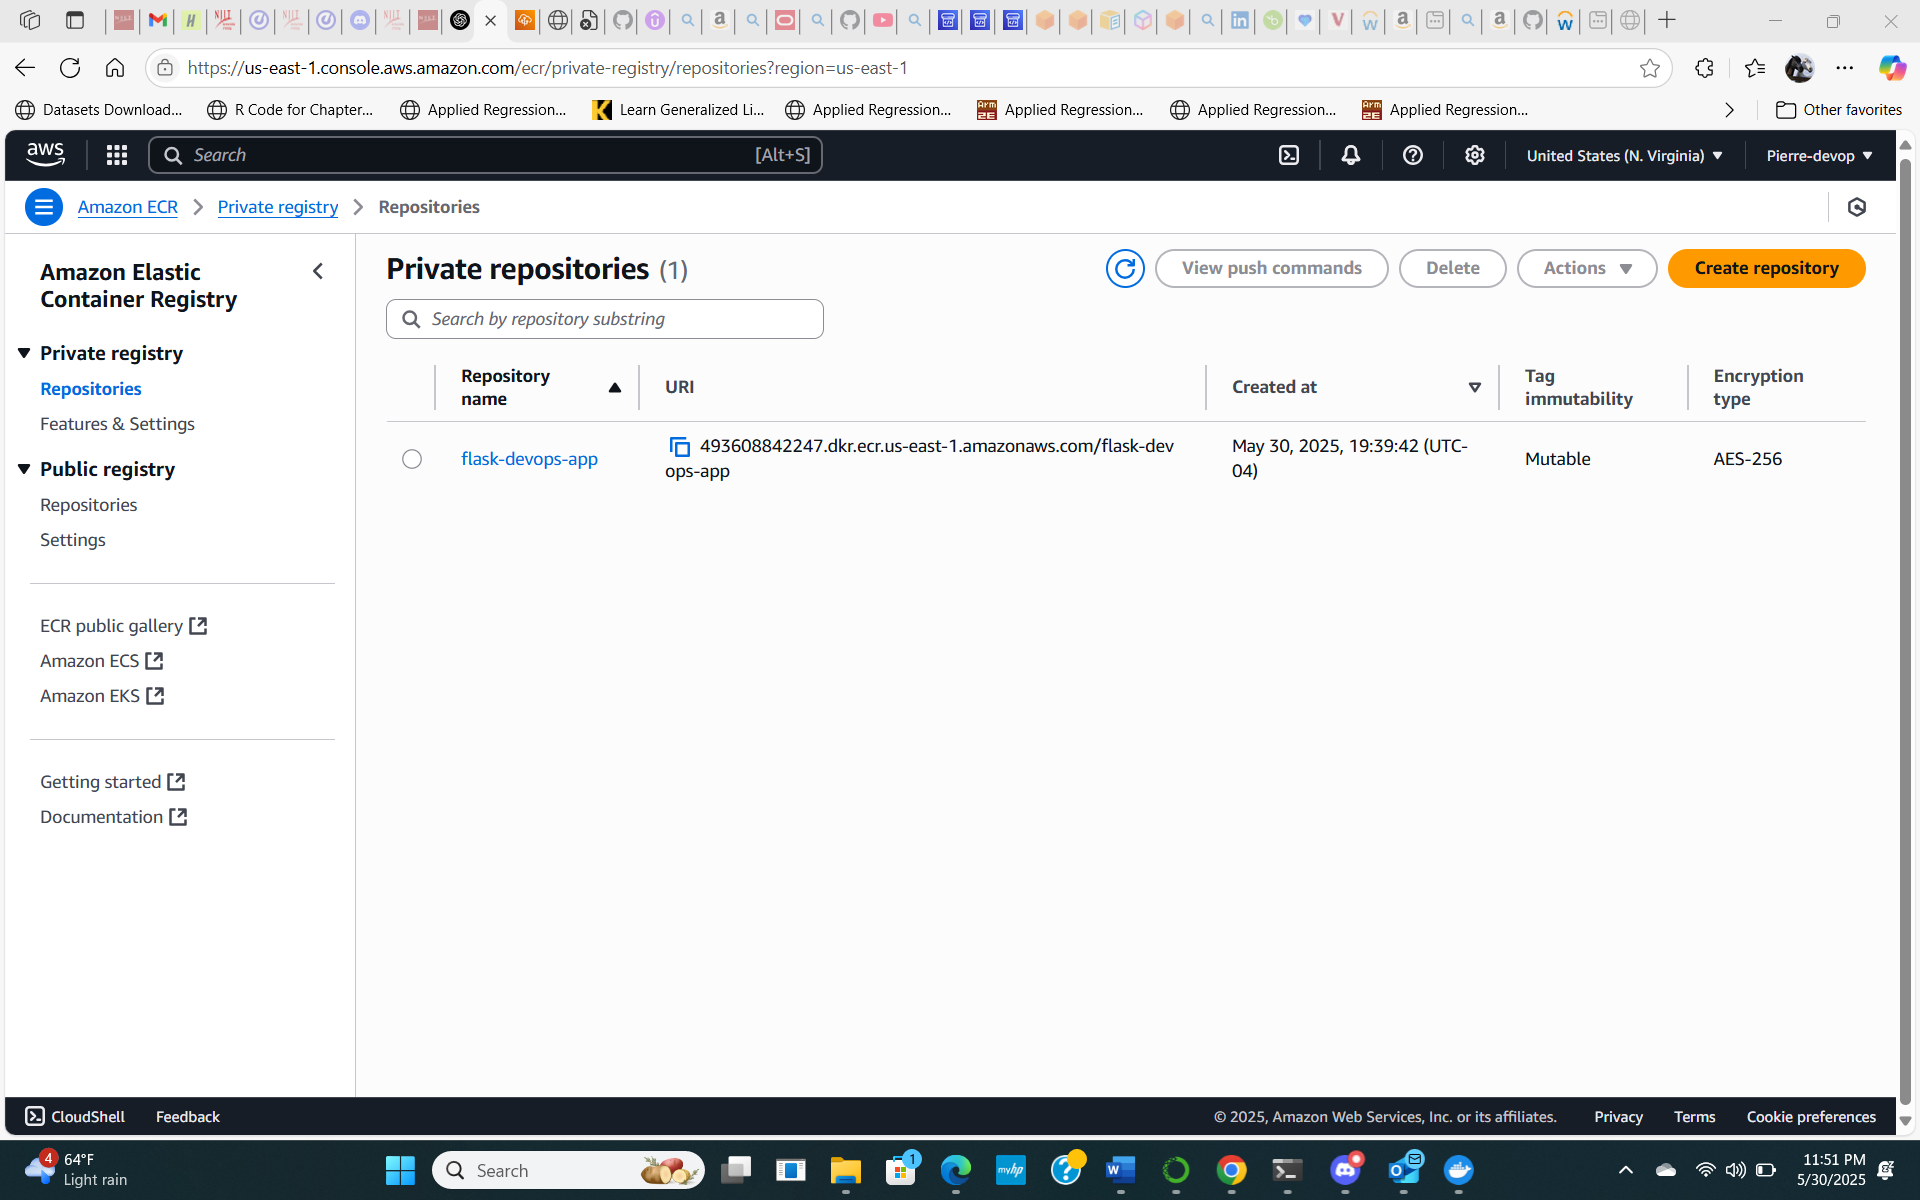 https://us-east-1.console.aws.amazon.com/ecr/private-registry/repositories?region=us-east-1
Datasets Download...
R Code for Chapter...
Applied Regression...
Learn Generalized Li...
Applied Regression...
Applied Regression...
Applied Regression...
Applied Regression...
Other favorites
aws
Search
[Alt+S]
United States (N. Virginia)
Pierre-devop
Amazon ECR
Private registry
Repositories
Amazon Elastic
Container Registry
Private registry
Repositories
Features & Settings
Public registry
Repositories
Settings
ECR public gallery
Amazon ECS
Amazon EKS
Getting started
Documentation
Private repositories (1)
View push commands
Delete
Actions
Create repository
Search by repository substring
Repository
name
URI
Created at
Tag
immutability
Encryption
type
flask-devops-app
493608842247.dkr.ecr.us-east-1.amazonaws.com/flask-dev
ops-app
May 30, 2025, 19:39:42 (UTC-
04)
Mutable
AES-256
CloudShell
Feedback
© 2025, Amazon Web Services, Inc. or its affiliates.
Privacy
Terms
Cookie preferences
4
64°F
Light rain
Search
1
myhp
11:51 PM
5/30/2025